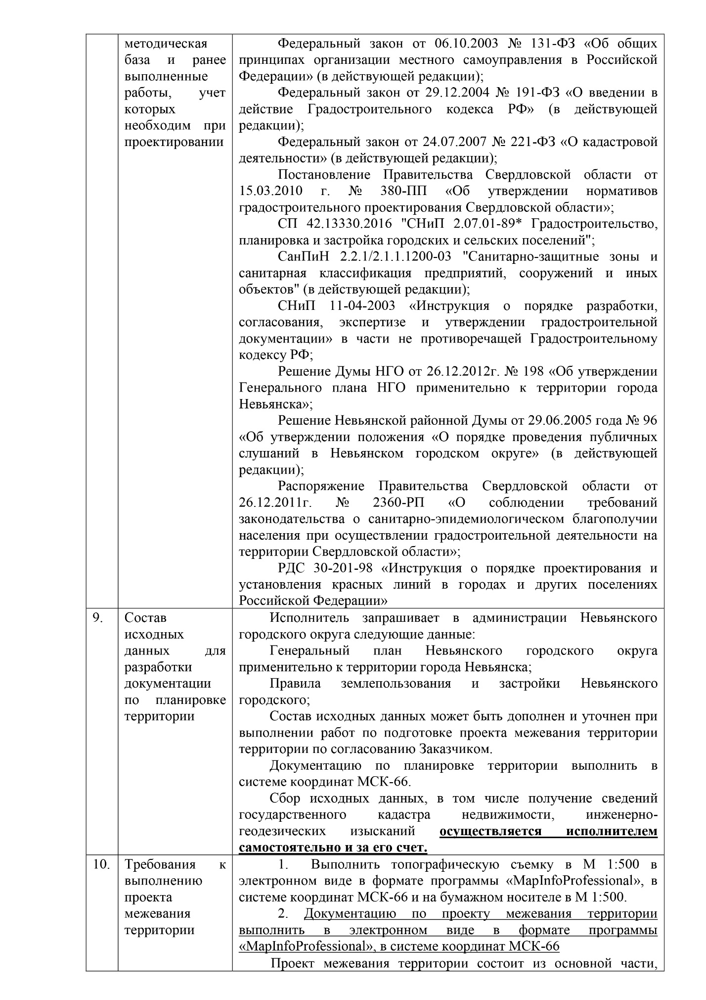 методическая
база и ранее
выполненные
работы, учет
которых
необходим при
проектировании
Федеральный закон от 06.10.2003 № 131-ФЗ «Об общих
принципах организации местного самоуправления в Российской
Федерации» (в действующей редакции);
Федеральный закон от 29.12.2004 № 191-ФЗ «О введении в
действие Градостроительного кодекса РФ» (в действующей
редакции);
Федеральный закон от 24.07.2007 № 221-ФЗ «О кадастровой
деятельности» (в действующей редакции);
Постановление Правительства Свердловской области от
15.03.2010 г. № 380-ПП «Об утверждении нормативов
градостроительного проектирования Свердловской области»;
СП 42.13330.2016 "СНиП 2.07.01-89* Градостроительство,
планировка и застройка городских и сельских поселений";
СанПиН 2.2.1/2.1.1.1200-03 "Санитарно-защитные зоны и
санитарная классификация предприятий, сооружений и иных
объектов" (в действующей редакции);
СНиП 11-04-2003 «Инструкция о порядке разработки,
согласования, экспертизе и утверждении градостроительной
документации» в части не противоречащей Градостроительному
кодексу РФ;
Решение Думы НГО от 26.12.2012г. № 198 «Об утверждении
Генерального плана НГО применительно к территории города
Невьянска»;
Решение Невьянской районной Думы от 29.06.2005 года № 96
«Об утверждении положения «О порядке проведения публичных
слушаний в Невьянском городском округе» (в действующей
редакции);
Распоряжение Правительства Свердловской области от
26.12.2011г. № 2360-РП «О соблюдении требований
законодательства о санитарно-эпидемиологическом благополучии
населения при осуществлении градостроительной деятельности на
территории Свердловской области»;
РДС 30-201-98 «Инструкция о порядке проектирования и
установления красных линий в городах и других поселениях
Российской Федерации»
9.
Состав
исходных
данных для
разработки
документации
по планировке
территории
Исполнитель запрашивает в администрации Невьянского
городского округа следующие данные:
Генеральный план Невьянского городского округа
применительно к территории города Невьянска;
Правила землепользования и застройки Невьянского
городского;
Состав исходных данных может быть дополнен и уточнен при
выполнении работ по подготовке проекта межевания территории
территории по согласованию Заказчиком.
Документацию по планировке территории выполнить в
системе координат МСК-66.
Сбор исходных данных, в том числе получение сведений
государственного кадастра недвижимости, инженерно-
геодезических изысканий осуществляется исполнителем
самостоятельно и за его счет.
10.
Требования к
выполнению
проекта
межевания
территории
1. Выполнить топографическую съемку в М 1:500 в
электронном виде в формате программы «MapInfoProfessional», в
системе координат МСК-66 и на бумажном носителе в М 1:500.
2. Документацию по проекту межевания территории
выполнить в электронном виде в формате программы
«MapInfoProfessional», в системе координат МСК-66
Проект межевания территории состоит из основной части,